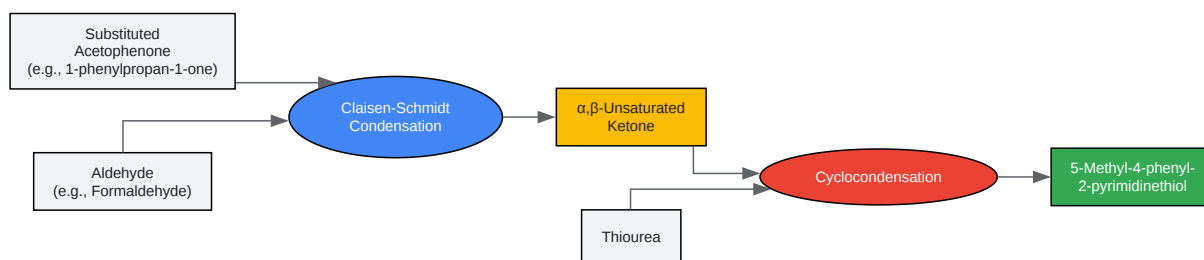 Substituted
Acetophenone
(e.g., 1-phenylpropan-1-one)
Claisen-Schmidt
Condensation
α,β-Unsaturated
Ketone
Aldehyde
(e.g., Formaldehyde)
Cyclocondensation
5-Methyl-4-phenyl-
2-pyrimidinethiol
Thiourea